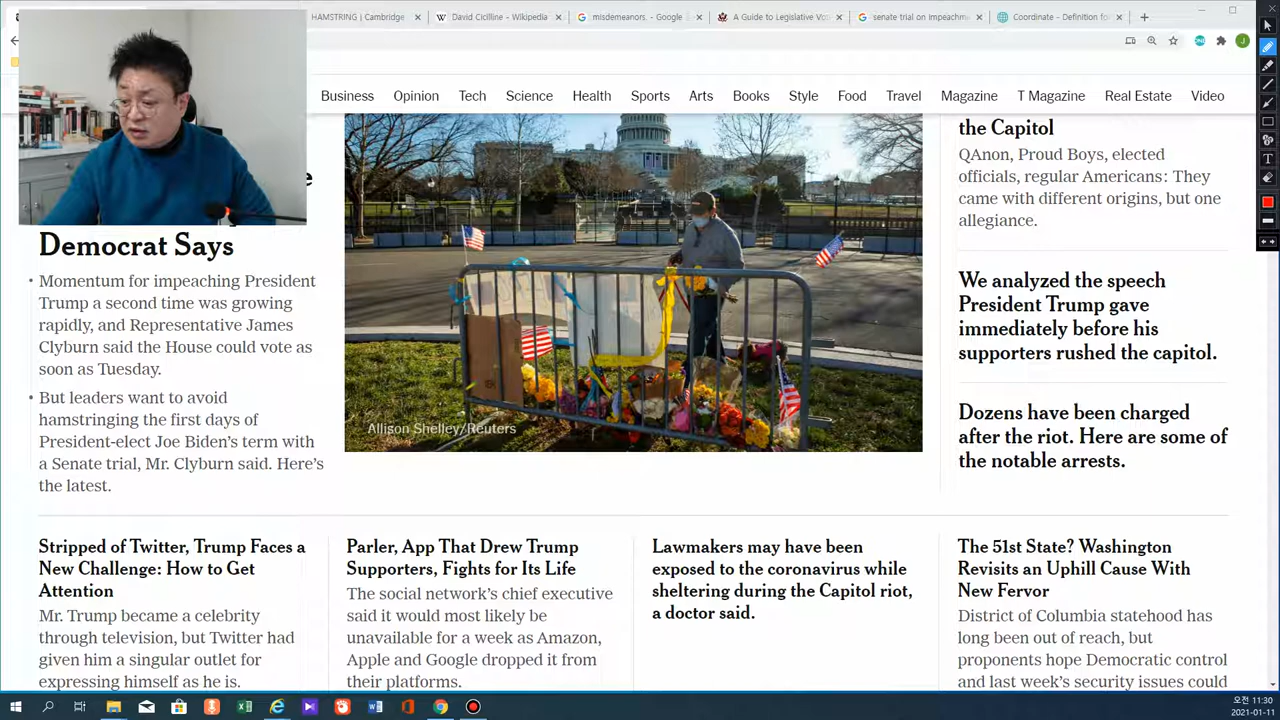 HAMSTRING | Cambridge
David Cicilline - Wikipedia
misdemeanors. - Google
A Guide to Legislative Vo
senate trial on impeachm
Coordinate - Definition fo
Business Opinion Tech Science Health Sports Arts Books Style Food Travel Magazine T Magazine Real Estate Video
Democrat Says
Momentum for impeaching President
Trump a second time was growing
rapidly, and Representative James
Clyburn said the House could vote as
soon as Tuesday.
But leaders want to avoid
hamstringing the first days of
President-elect Joe Biden's term with
a Senate trial, Mr. Clyburn said. Here's
the latest.
Allison Shelley/Reuters
the Capitol
QAnon, Proud Boys, elected
officials, regular Americans: They
came with different origins, but one
allegiance.
We analyzed the speech
President Trump gave
immediately before his
supporters rushed the capitol.
Dozens have been charged
after the riot. Here are some of
the notable arrests.
Stripped of Twitter, Trump Faces a
New Challenge: How to Get
Attention
Mr. Trump became a celebrity
through television, but Twitter had
given him a singular outlet for
expressing himself as he is.
Parler, App That Drew Trump
Supporters, Fights for Its Life
The social network's chief executive
said it would most likely be
unavailable for a week as Amazon,
Apple and Google dropped it from
their platforms.
Lawmakers may have been
exposed to the coronavirus while
sheltering during the Capitol riot,
a doctor said.
The 51st State? Washington
Revisits an Uphill Cause With
New Fervor
District of Columbia statehood has
long been out of reach, but
proponents hope Democratic control
and last week's security issues could
오전 11:30
2021-01-11